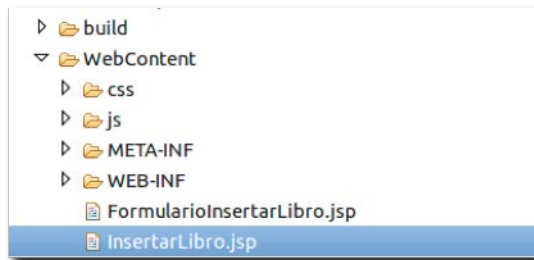 build
WebContent
css
js
META-INF
WEB-INF
FormularioInsertarLibro.jsp
InsertarLibro.jsp